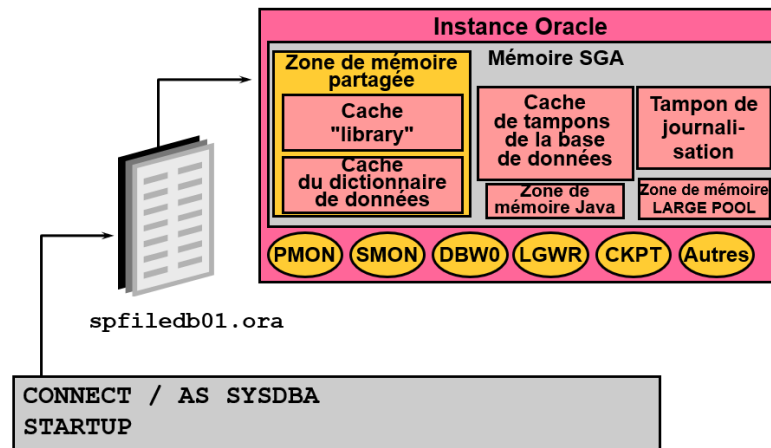 Instance Oracle
Mémoire SGA
Zone de mémoire
partagée
Cache
"library"
Cache
du dictionnaire
de données
Cache
de tampons
de la base
de données
Tampon de
journali-
sation
Zone de
mémoire Java
Zone de mémoire
LARGE POOL
PMON
SMON
DBW0
LGWR
CKPT
Autres
spfiledb01.ora
CONNECT / AS SYSDBA
STARTUP